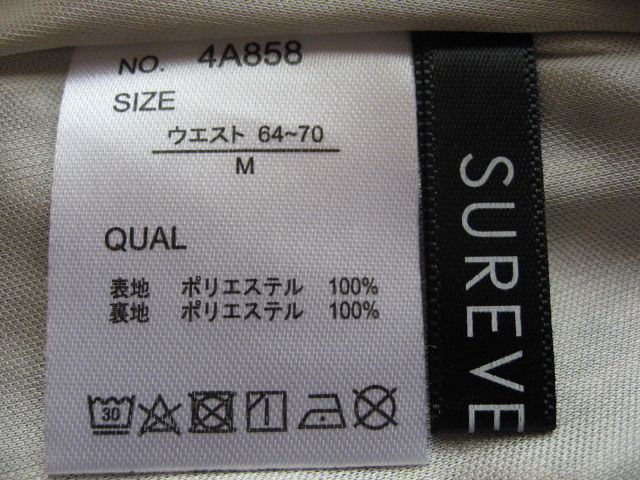 NO. 4A858
SIZE
ウエスト 64~70
M
QUAL
表地 ポリエステル 100%
裏地 ポリエステル 100%
30
SUREVE